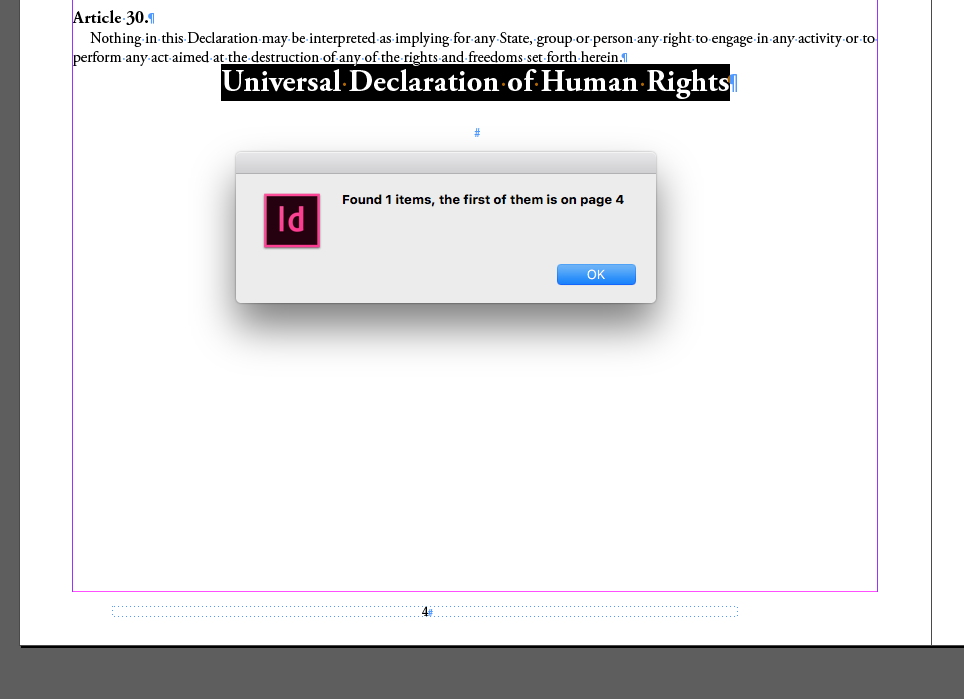 Article 30.¶
Nothing in this Declaration may be interpreted as implying for any State, group or person any right to engage in any activity or to
perform any act aimed at the destruction of any of the rights and freedoms set forth herein.¶
Universal Declaration of Human Rights¶
#
Id
Found 1 items, the first of them is on page 4
OK
4#